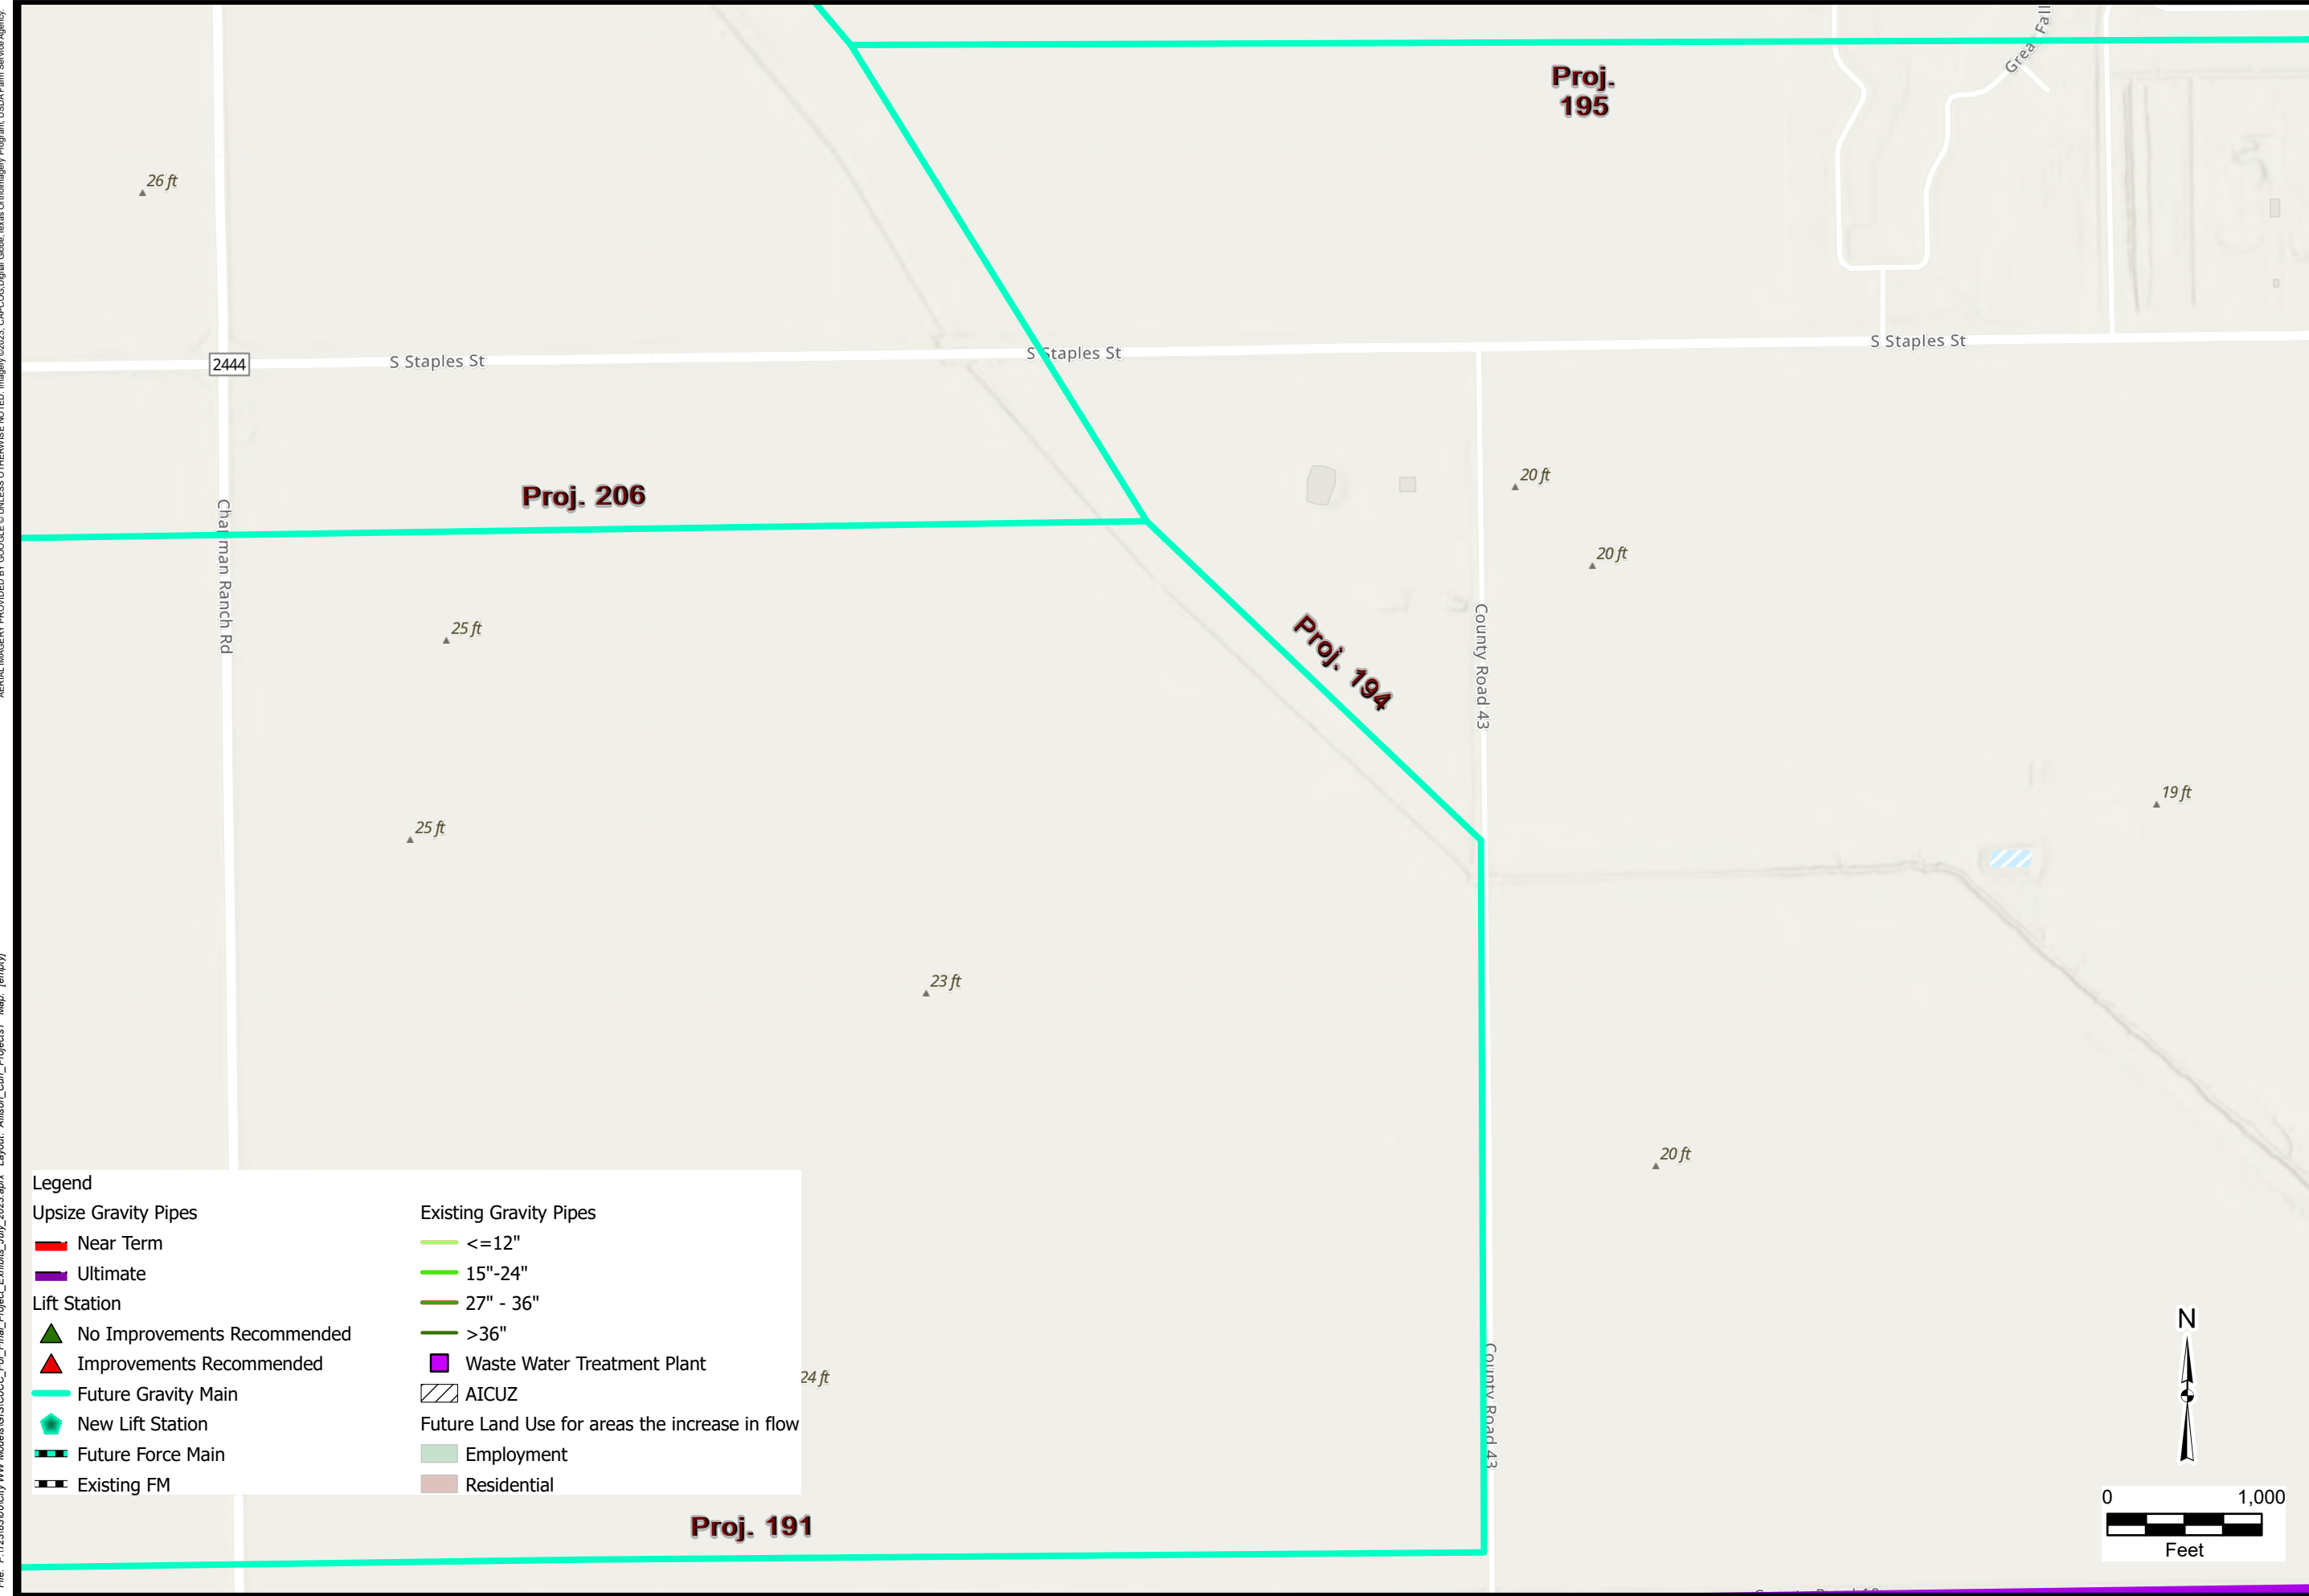 Proj.
195
Great Fall
26 ft
S Staples St
S Staples St
S Staples St
2444
20 ft
Proj. 206
20 ft
Chapman Ranch Rd
25 ft
Proj. 194
County Road 43
19 ft
25 ft
23 ft
20 ft
Legend
Upsize Gravity Pipes
Near Term
Ultimate
Lift Station
No Improvements Recommended
Improvements Recommended
Future Gravity Main
New Lift Station
Future Force Main
Existing FM
Existing Gravity Pipes
<=12"
15"-24"
27" - 36"
>36"
Waste Water Treatment Plant
AICUZ
Future Land Use for areas the increase in flow
Employment
Residential
24 ft
County Road 43
N
0 1,000
Feet
Proj. 191